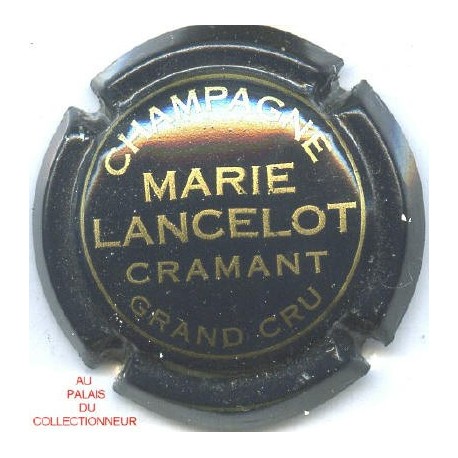 CHAMPAGNE
MARIE
LANCELOT
CRAMANT
GRAND CRU
AU
PALAIS
DU
COLLECTIONNEUR